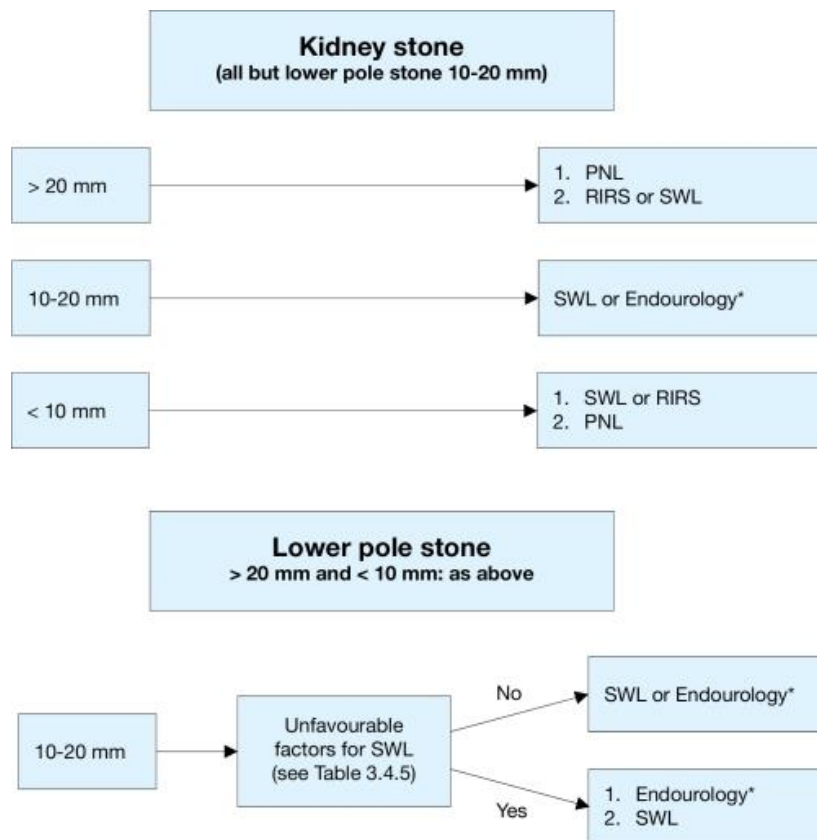 Kidney stone
(all but lower pole stone 10-20 mm)
> 20 mm
1. PNL
2. RIRS or SWL
10-20 mm
SWL or Endourology*
< 10 mm
1. SWL or RIRS
2. PNL
Lower pole stone
> 20 mm and < 10 mm: as above
10-20 mm
Unfavourable
factors for SWL
(see Table 3.4.5)
No
SWL or Endourology*
Yes
1. Endourology*
2. SWL